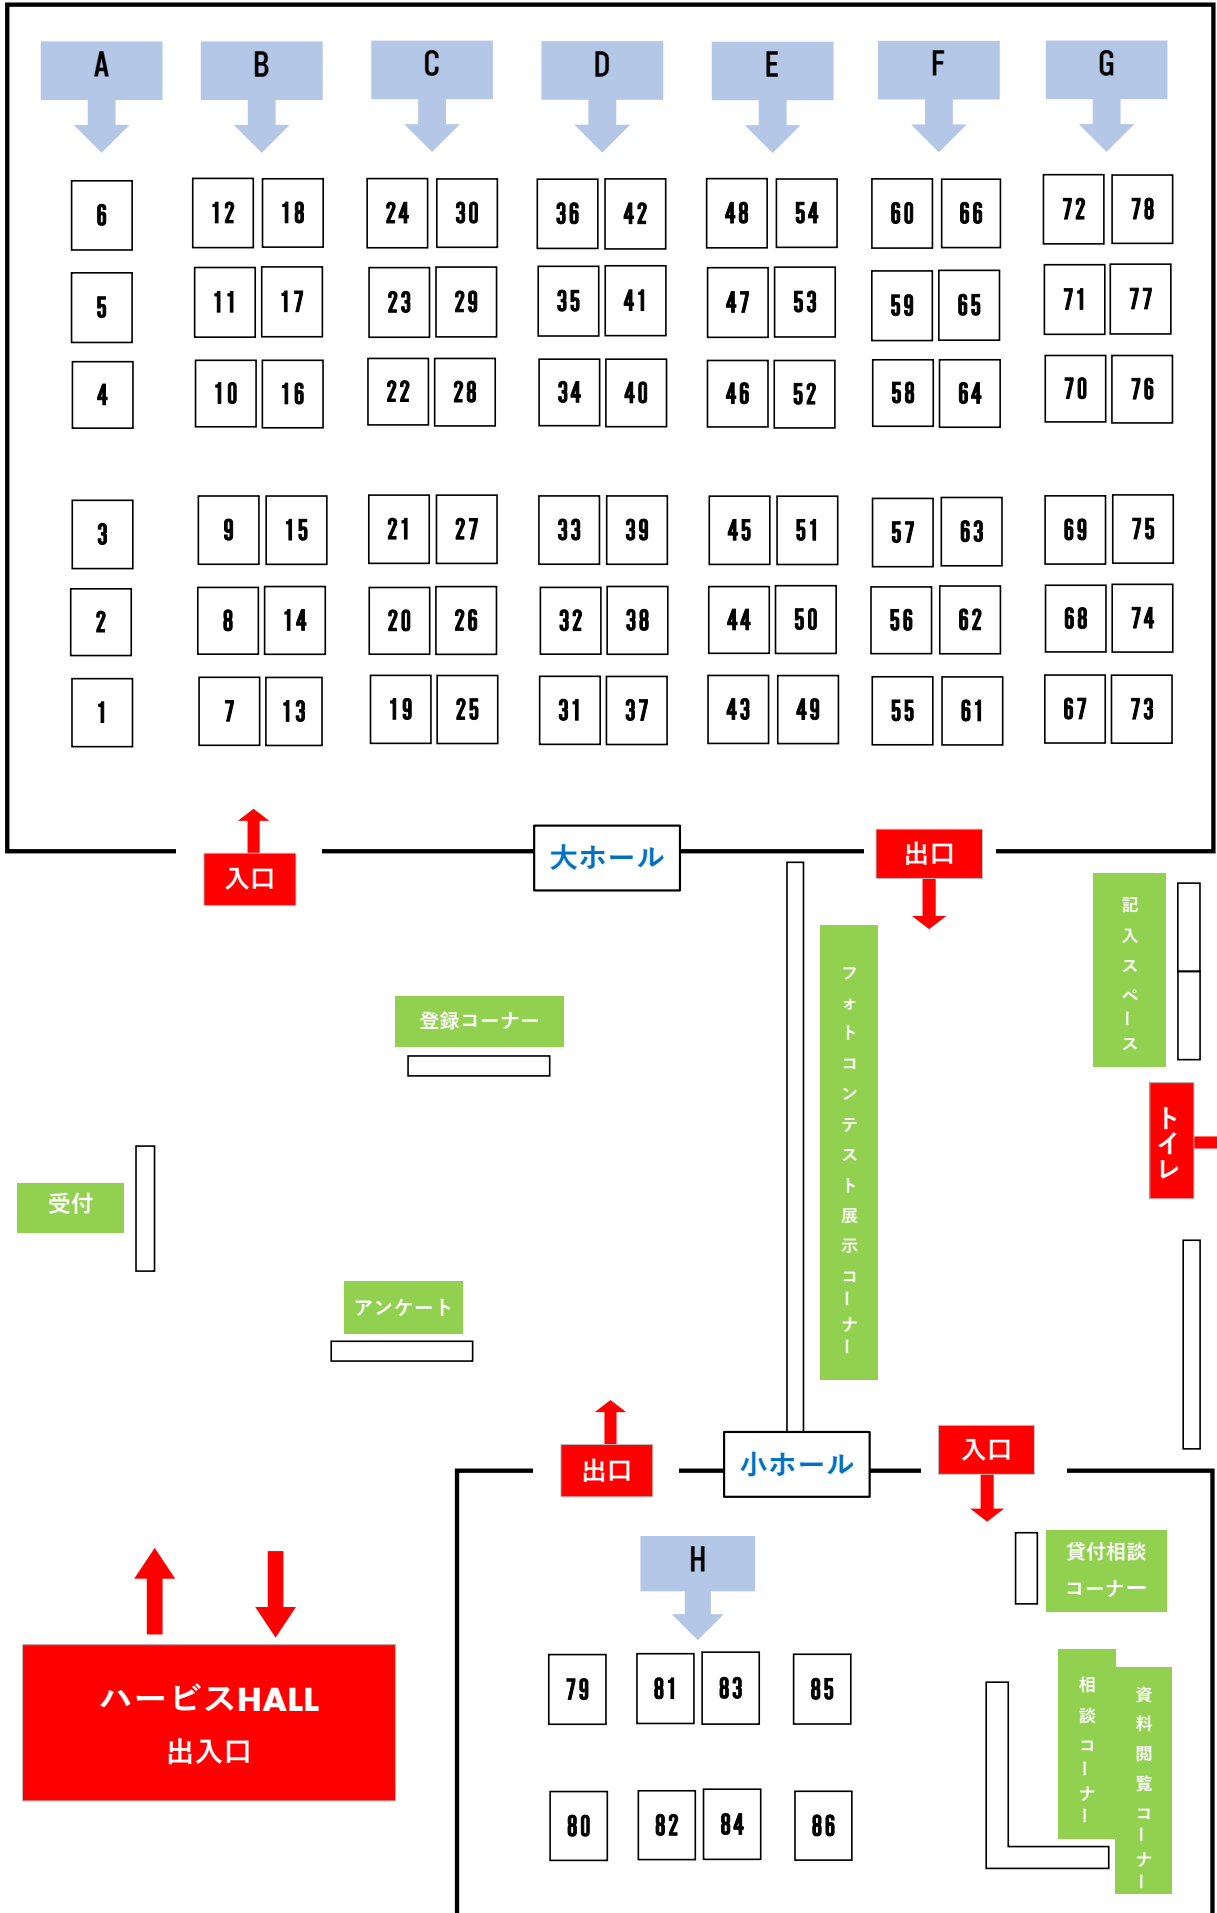 A B C D E F G
6 12 18 24 30 36 42 48 54 60 66 72 78
5 11 17 23 29 35 41 47 53 59 65 71 77
4 10 16 22 28 34 40 46 52 58 64 70 76
3 9 15 21 27 33 39 45 51 57 63 69 75
2 8 14 20 26 32 38 44 50 56 62 68 74
1 7 13 19 25 31 37 43 49 55 61 67 73
入口
大ホール
出口
記入スペース
フォトコンテスト展示コーナー
登録コーナー
トイレ
受付
アンケート
出口
小ホール
入口
H
貸付相談
コーナー
79 81 83 85
80 82 84 86
相談コーナー
資料閲覧コーナー
ハービスHALL
出入口